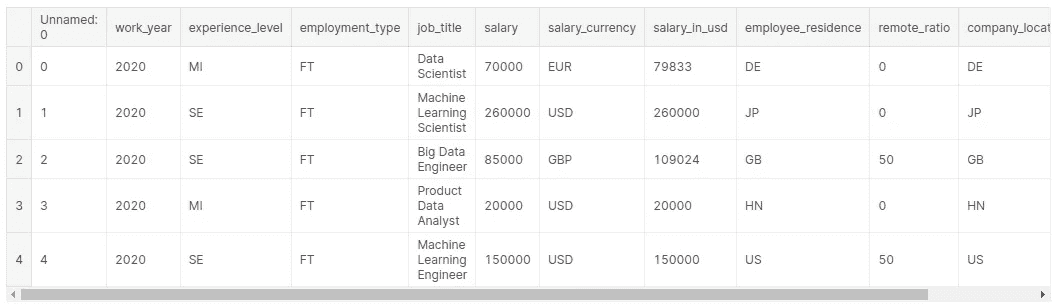 Unnamed: 0 work_year experience_level employment_type job_title salary salary_currency salary_in_usd employee_residence remote_ratio company_locat
0 0 2020 MI FT Data Scientist 70000 EUR 79833 DE 0 DE
1 1 2020 SE FT Machine Learning Scientist 260000 USD 260000 JP 0 JP
2 2 2020 SE FT Big Data Engineer 85000 GBP 109024 GB 50 GB
3 3 2020 MI FT Product Data Analyst 20000 USD 20000 HN 0 HN
4 4 2020 SE FT Machine Learning Engineer 150000 USD 150000 US 50 US